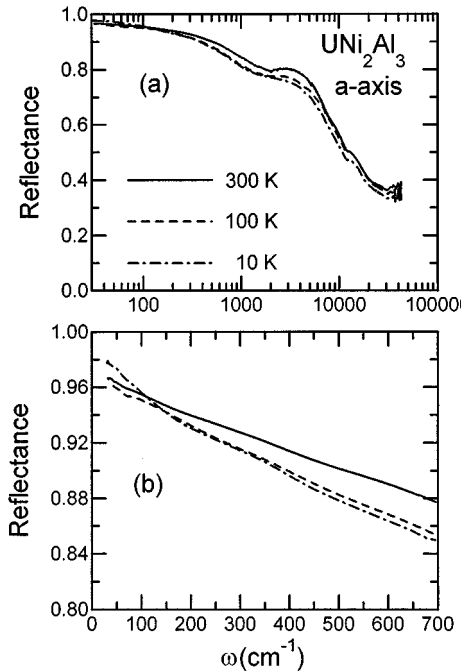 1.0
0.8
0.6
0.4
0.2
0.0
Reflectance
UNi₂Al₃
a-axis
(a)
300 K
100 K
10 K
100
1000
10000
10000
1.00
0.96
0.92
0.88
0.84
0.80
Reflectance
(b)
0
100
200
300
400
500
600
700
ω(cm⁻¹)